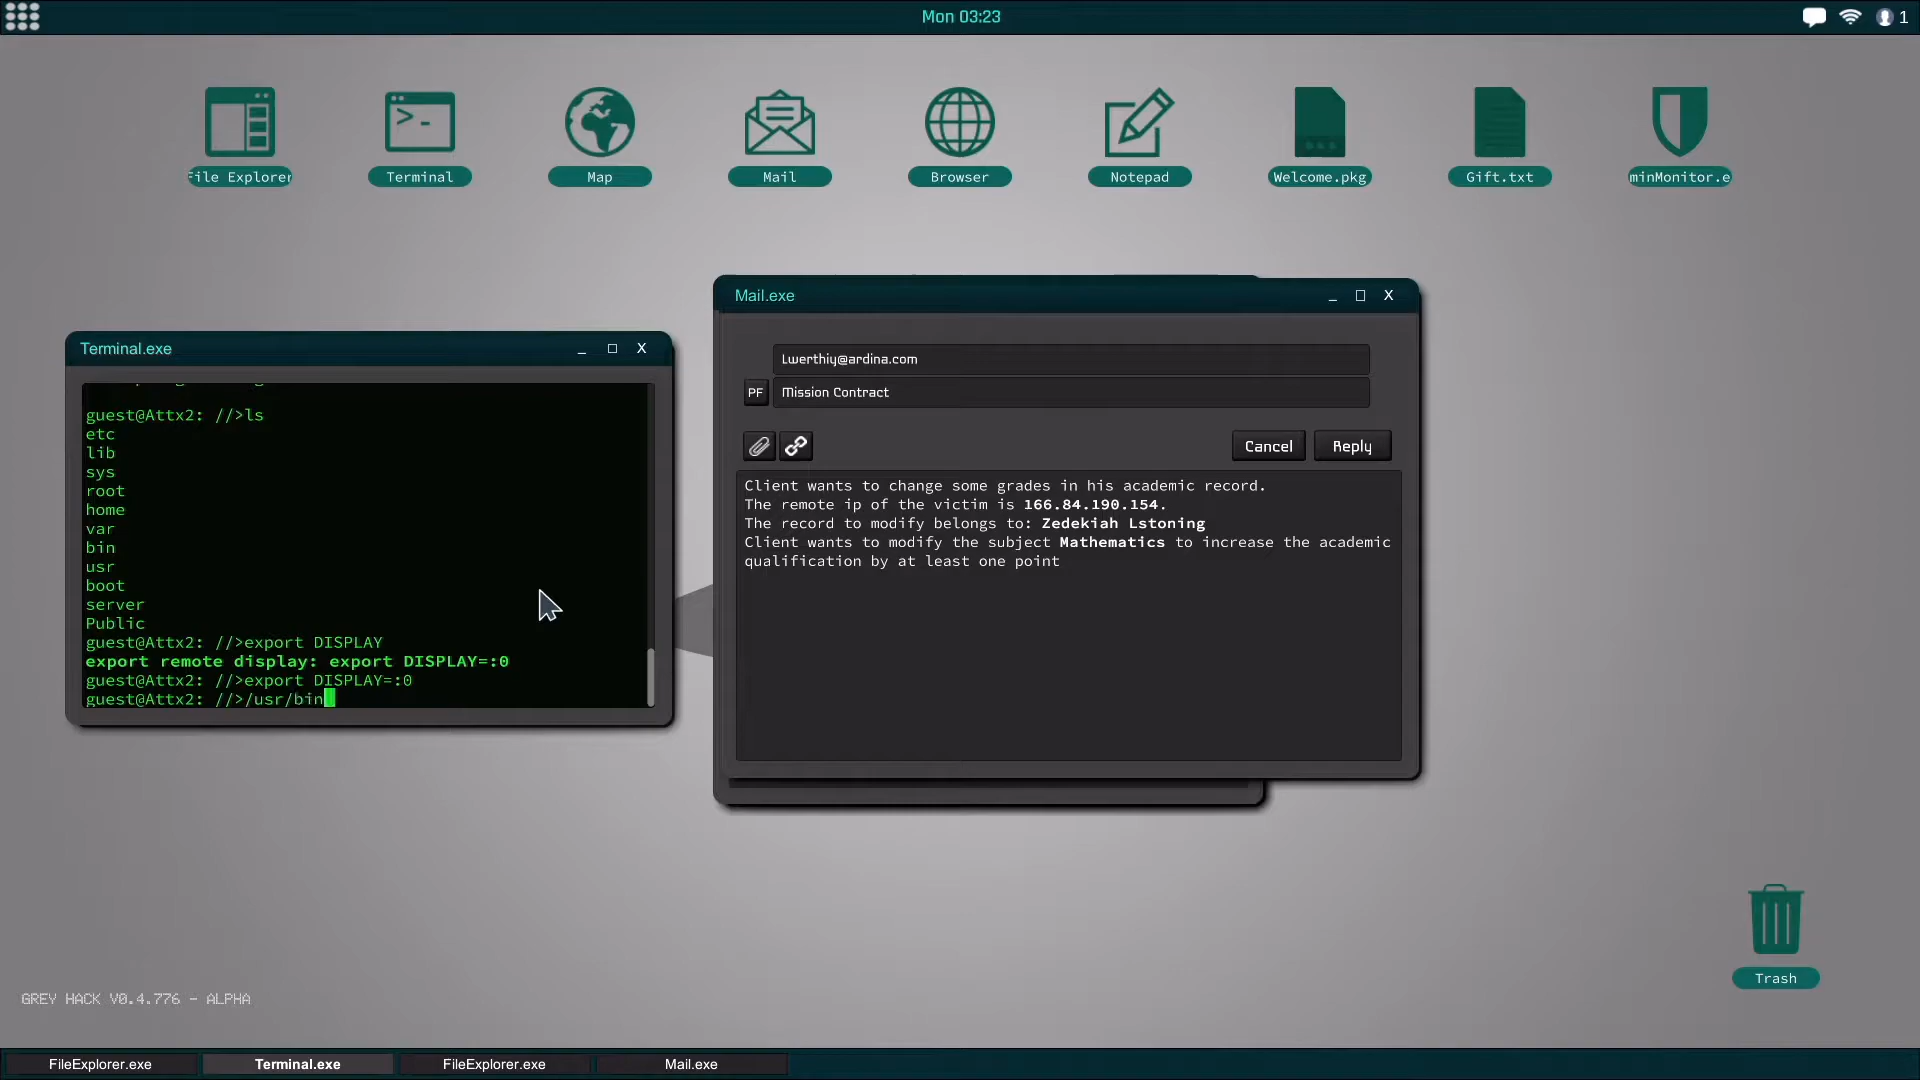 Mon 03:23
1
File Explorer
Terminal
Map
Mail
Browser
Notepad
Welcome.pkg
Gift.txt
minMonitor.e
Mail.exe
_ □ X
lwerthiy@ardina.com
PF
Mission Contract
Cancel
Reply
Client wants to change some grades in his academic record.
The remote ip of the victim is 166.84.190.154.
The record to modify belongs to: Zedekiah Lstoning
Client wants to modify the subject Mathematics to increase the academic
qualification by at least one point
Terminal.exe
_ □ X
guest@Attx2: //>ls
etc
lib
sys
root
home
var
bin
usr
boot
server
Public
guest@Attx2: //>export DISPLAY
export remote display: export DISPLAY=:0
guest@Attx2: //>export DISPLAY=:0
guest@Attx2: //>/usr/bin
Trash
GREY HACK V0.4.776 - ALPHA
FileExplorer.exe
Terminal.exe
FileExplorer.exe
Mail.exe